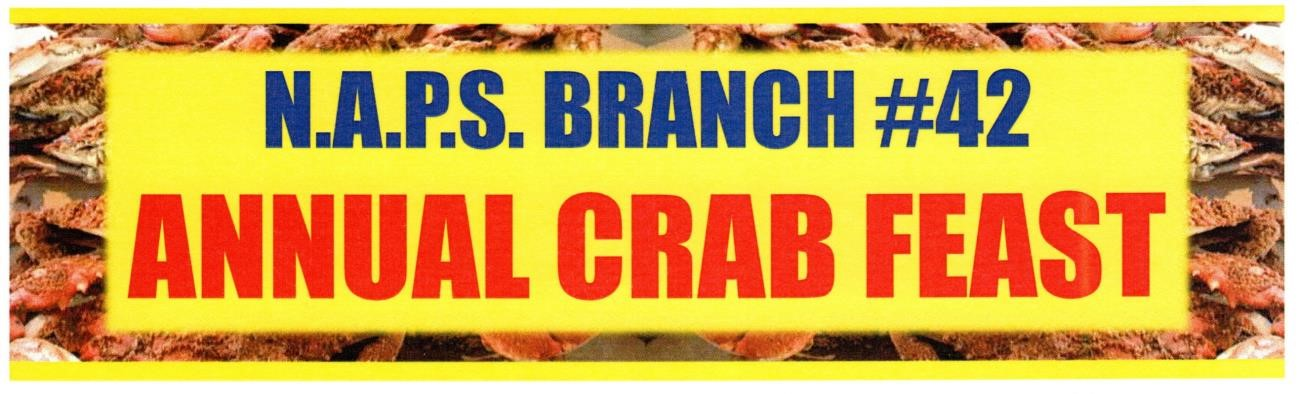 N.A.P.S. BRANCH #42
ANNUAL CRAB FEAST